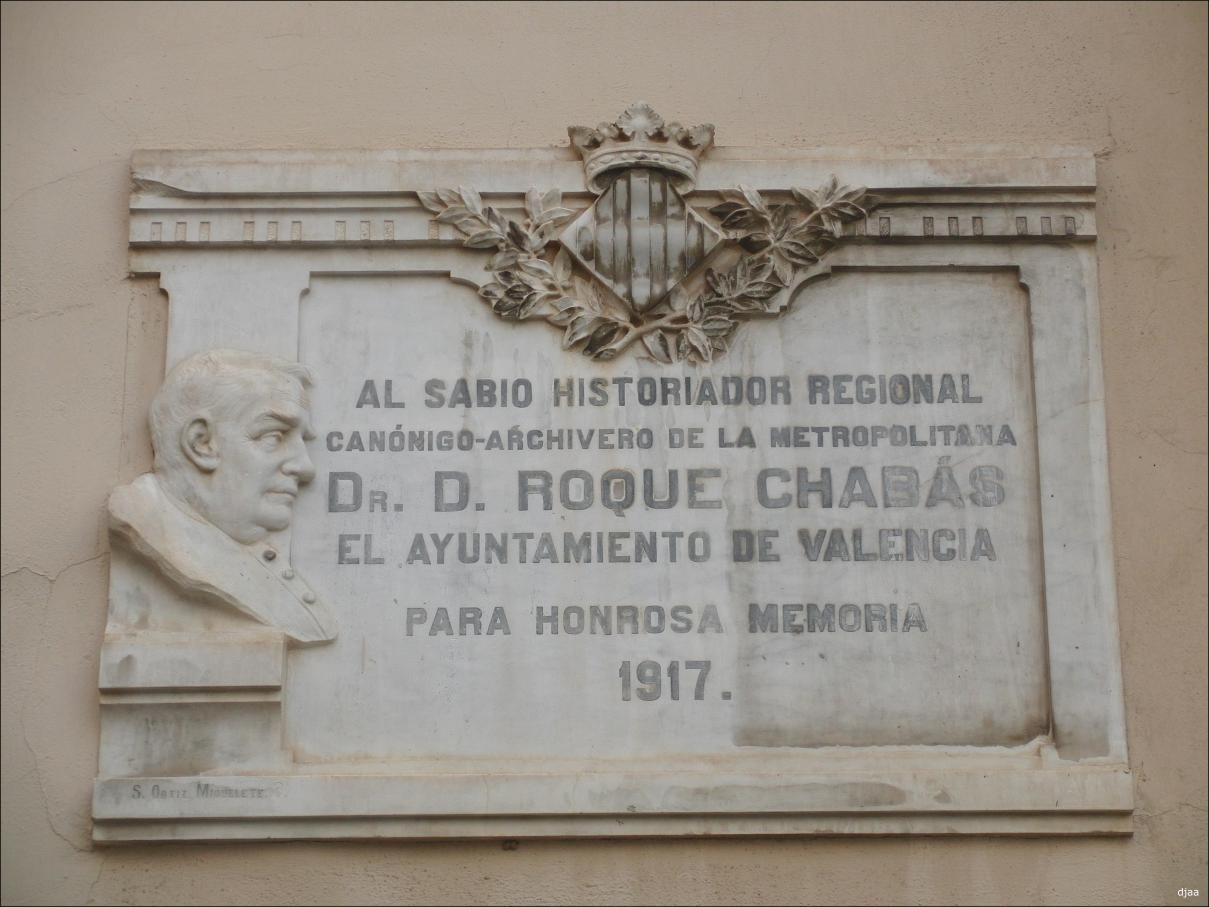 AL SABIO HISTORIADOR REGIONAL
CANÓNIGO-ARCHIVERO DE LA METROPOLITANA
DR. D. ROQUE CHABÁS
EL AYUNTAMIENTO DE VALENCIA
PARA HONROSA MEMORIA
1917.
S. ORTIZ. MIGUELETE.
djaa